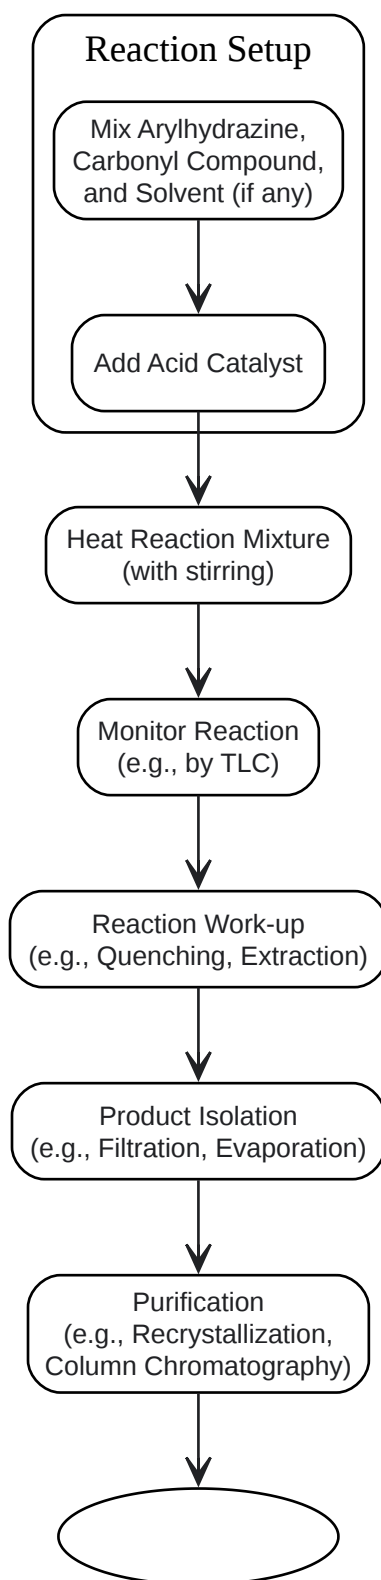 Reaction Setup
Mix Arylhydrazine,
Carbonyl Compound,
and Solvent (if any)
Add Acid Catalyst
Heat Reaction Mixture
(with stirring)
Monitor Reaction
(e.g., by TLC)
Reaction Work-up
(e.g., Quenching, Extraction)
Product Isolation
(e.g., Filtration, Evaporation)
Purification
(e.g., Recrystallization,
Column Chromatography)